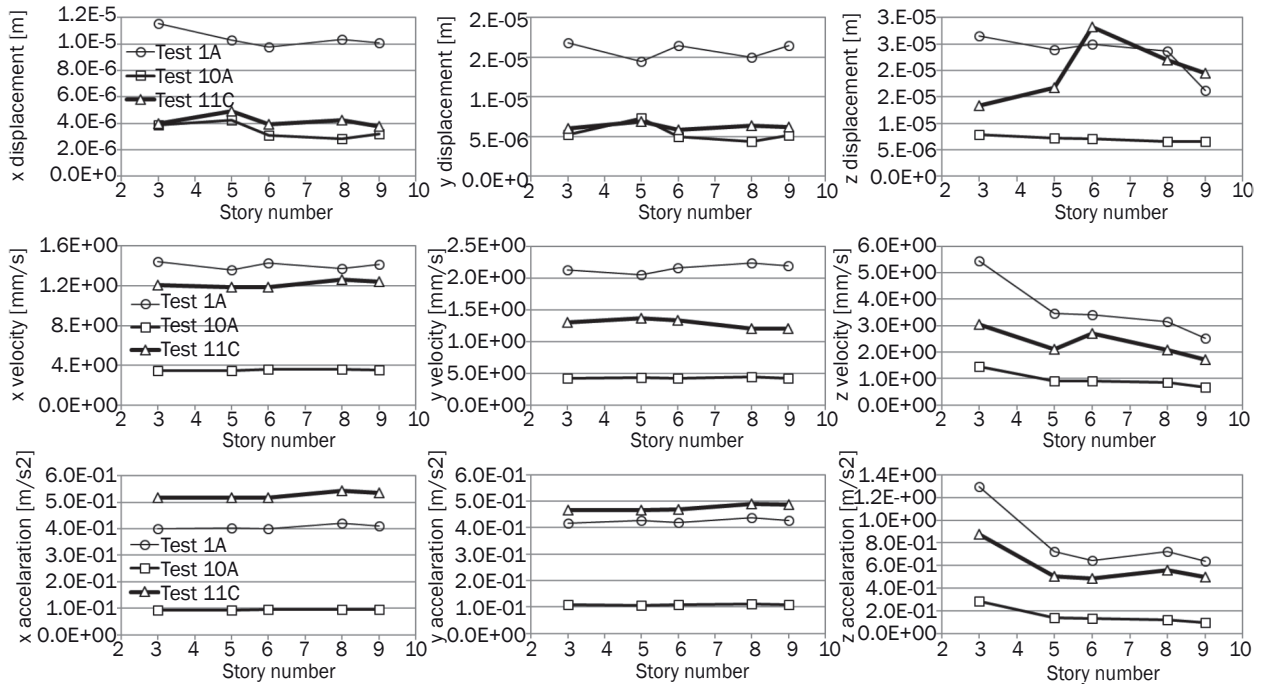 x displacement [m]
1.2E-5
1.0E-5
8.0E-6
6.0E-6
4.0E-6
2.0E-6
0.0E+0
Test 1A
Test 10A
Test 11C
2 3 4 5 6 7 8 9 10
Story number
y displacement [m]
2.E-05
2.E-05
1.E-05
5.E-06
0.0E+0
2 3 4 5 6 7 8 9 10
Story number
z displacement [m]
3.E-05
3.E-05
2.E-05
2.E-05
1.E-05
5.E-06
0.0E+0
2 3 4 5 6 7 8 9 10
Story number
x velocity [mm/s]
1.6E+00
1.2E+00
8.E+00
4.E+00
0.0E+00
Test 1A
Test 10A
Test 11C
2 3 4 5 6 7 8 9 10
Story number
y velocity [mm/s]
2.5E+00
2.0E+00
1.5E+00
1.0E+00
5.0E+00
0.0E+00
2 3 4 5 6 7 8 9 10
Story number
z velocity [mm/s]
6.0E+00
5.0E+00
4.0E+00
3.0E+00
2.0E+00
1.0E+00
0.0E+00
2 3 4 5 6 7 8 9 10
Story number
x accelaration [m/s2]
6.0E-01
5.0E-01
4.0E-01
3.0E-01
2.0E-01
1.0E-01
0.0E+00
Test 1A
Test 10A
Test 11C
2 3 4 5 6 7 8 9 10
Story number
y accelaration [m/s2]
6.0E-01
5.0E-01
4.0E-01
3.0E-01
2.0E-01
1.0E-01
0.0E+00
2 3 4 5 6 7 8 9 10
Story number
z accelaration [m/s2]
1.4E+00
1.2E+00
1.0E+00
8.0E-01
6.0E-01
4.0E-01
2.0E-01
0.0E+00
2 3 4 5 6 7 8 9 10
Story number